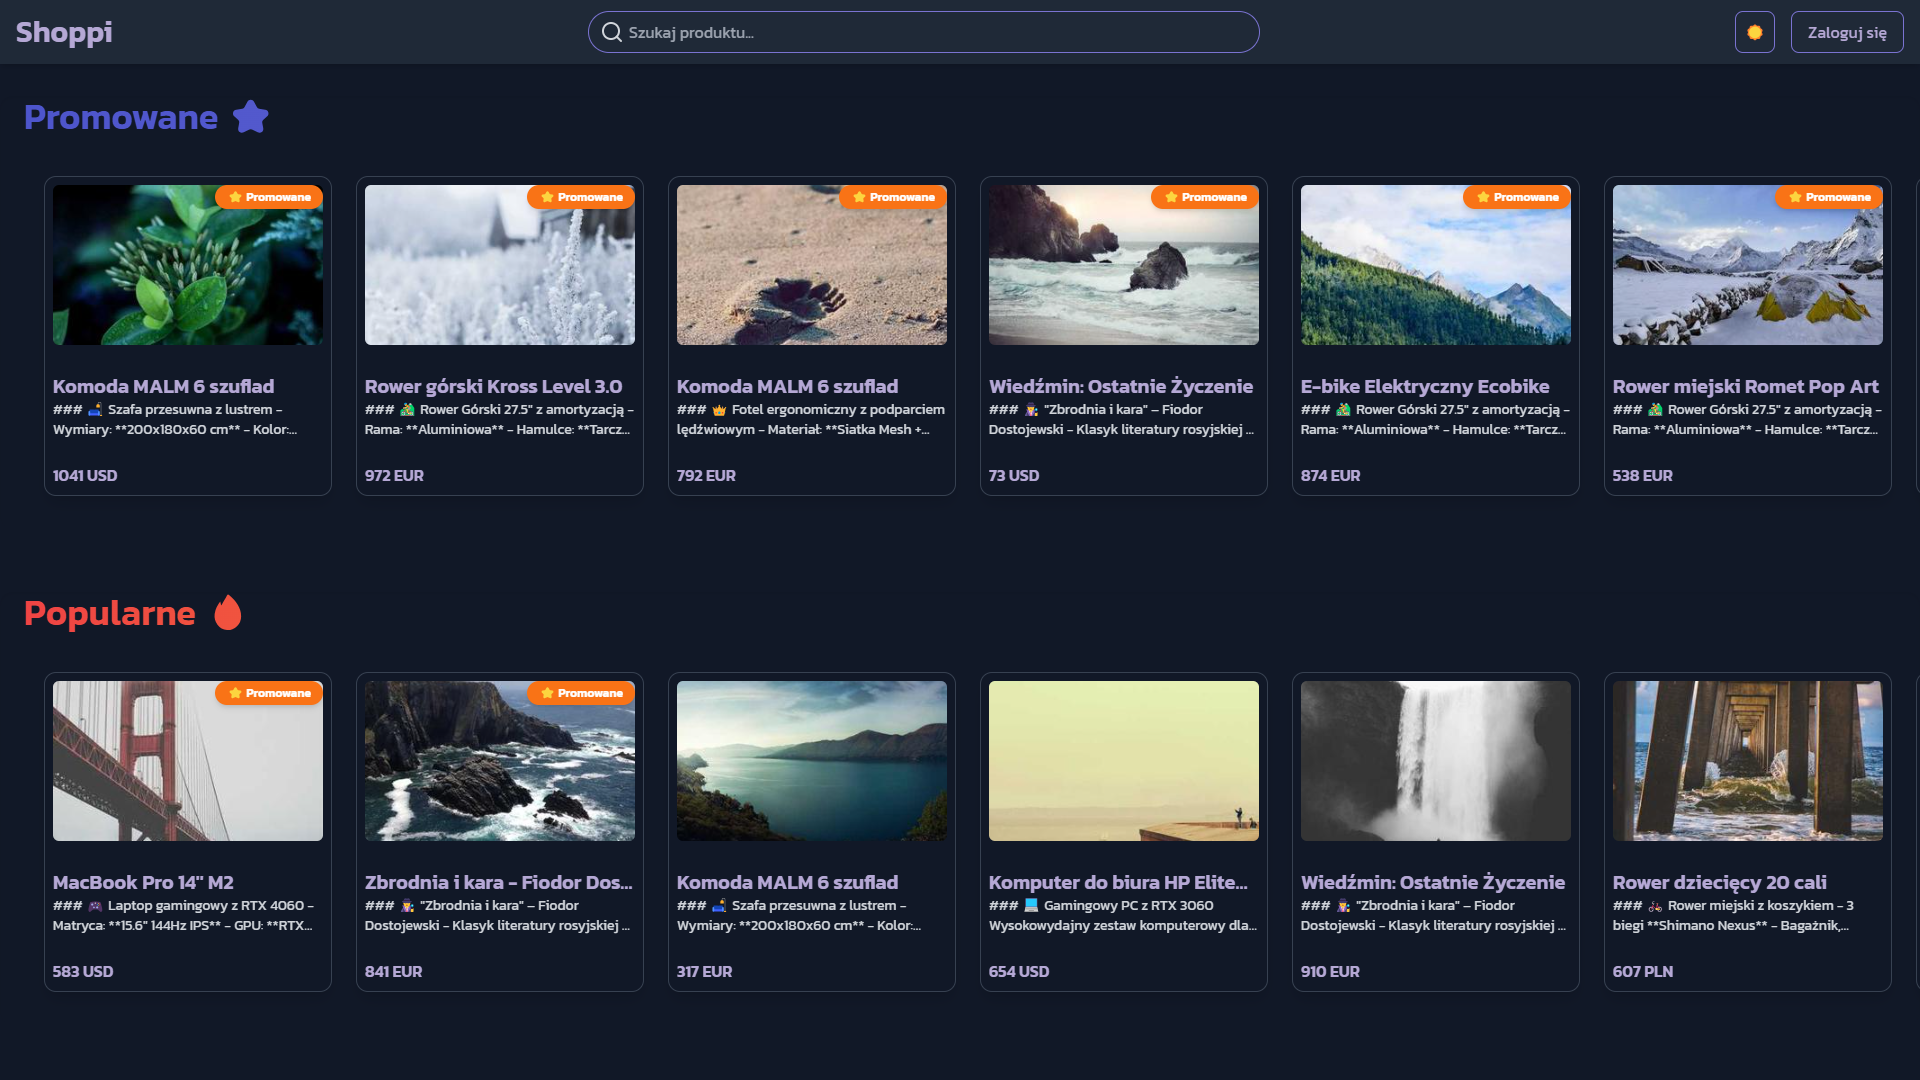 Shoppi
Szukaj produktu...
Zaloguj się
Promowane
Promowane
Promowane
Promowane
Promowane
Promowane
Promowane
Komoda MALM 6 szuflad
### 🛋️ Szafa przesuwna z lustrem -
Wymiary: **200x180x60 cm** - Kolor:...
1041 USD
Rower górski Kross Level 3.0
### 🚵 Rower Górski 27.5" z amortyzacją -
Rama: **Aluminiowa** - Hamulce: **Tarcz...
972 EUR
Komoda MALM 6 szuflad
### 👑 Fotel ergonomiczny z podparciem
lędźwiowym - Materiał: **Siatka Mesh +...
792 EUR
Wiedźmin: Ostatnie Życzenie
### 🕵️ "Zbrodnia i kara" – Fiodor
Dostojewski - Klasyk literatury rosyjskiej ...
73 USD
E-bike Elektryczny Ecobike
### 🚵 Rower Górski 27.5" z amortyzacją -
Rama: **Aluminiowa** - Hamulce: **Tarcz...
874 EUR
Rower miejski Romet Pop Art
### 🚵 Rower Górski 27.5" z amortyzacją -
Rama: **Aluminiowa** - Hamulce: **Tarcz...
538 EUR
Popularne
Promowane
Promowane
MacBook Pro 14" M2
### 🎮 Laptop gamingowy z RTX 4060 -
Matryca: **15.6" 144Hz IPS** - GPU: **RTX...
583 USD
Zbrodnia i kara - Fiodor Dos...
### 🕵️ "Zbrodnia i kara" – Fiodor
Dostojewski - Klasyk literatury rosyjskiej ...
841 EUR
Komoda MALM 6 szuflad
### 🛋️ Szafa przesuwna z lustrem -
Wymiary: **200x180x60 cm** - Kolor:...
317 EUR
Komputer do biura HP Elite...
### 💻 Gamingowy PC z RTX 3060
Wysokowydajny zestaw komputerowy dla...
654 USD
Wiedźmin: Ostatnie Życzenie
### 🕵️ "Zbrodnia i kara" – Fiodor
Dostojewski - Klasyk literatury rosyjskiej ...
910 EUR
Rower dziecięcy 20 cali
### 🚲 Rower miejski z koszykiem - 3
biegi **Shimano Nexus** - Bagażnik,...
607 PLN